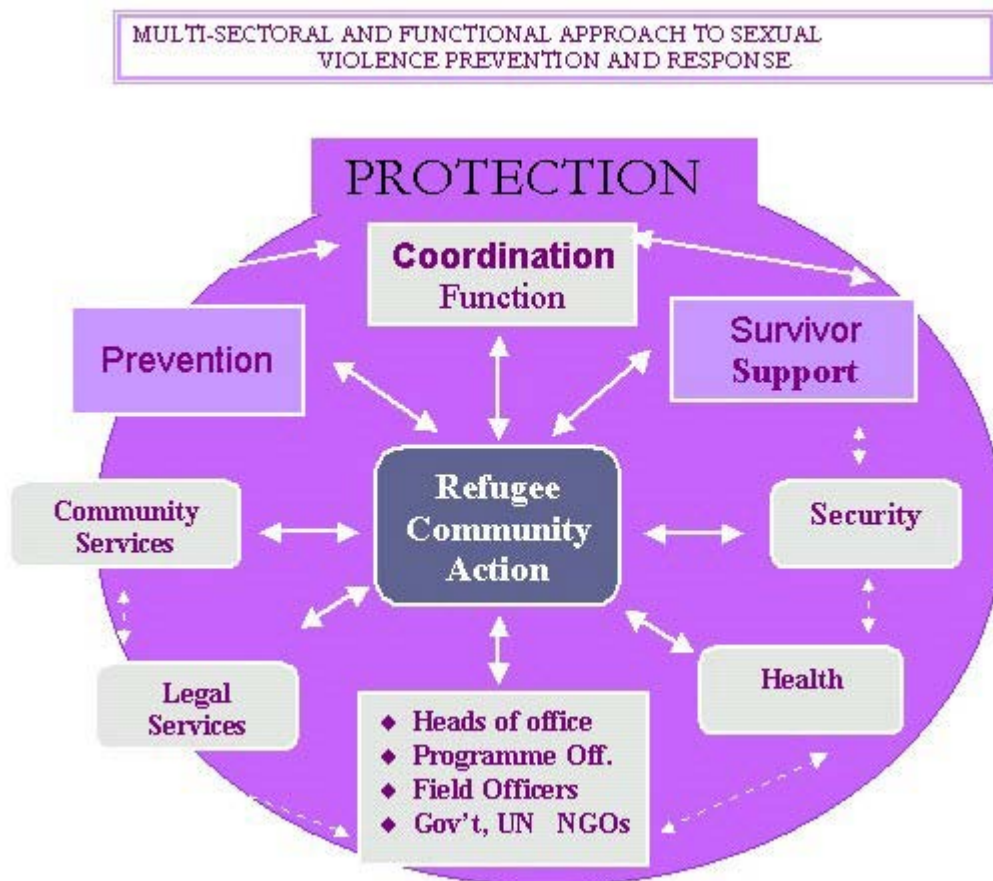 MULTI-SECTORAL AND FUNCTIONAL APPROACH TO SEXUAL
VIOLENCE PREVENTION AND RESPONSE
PROTECTION
Coordination
Function
Prevention
Survivor
Support
Refugee
Community
Action
Community
Services
Security
Legal
Services
Health
◆ Heads of office
◆ Programme Off.
◆ Field Officers
◆ Gov't, UN NGOs